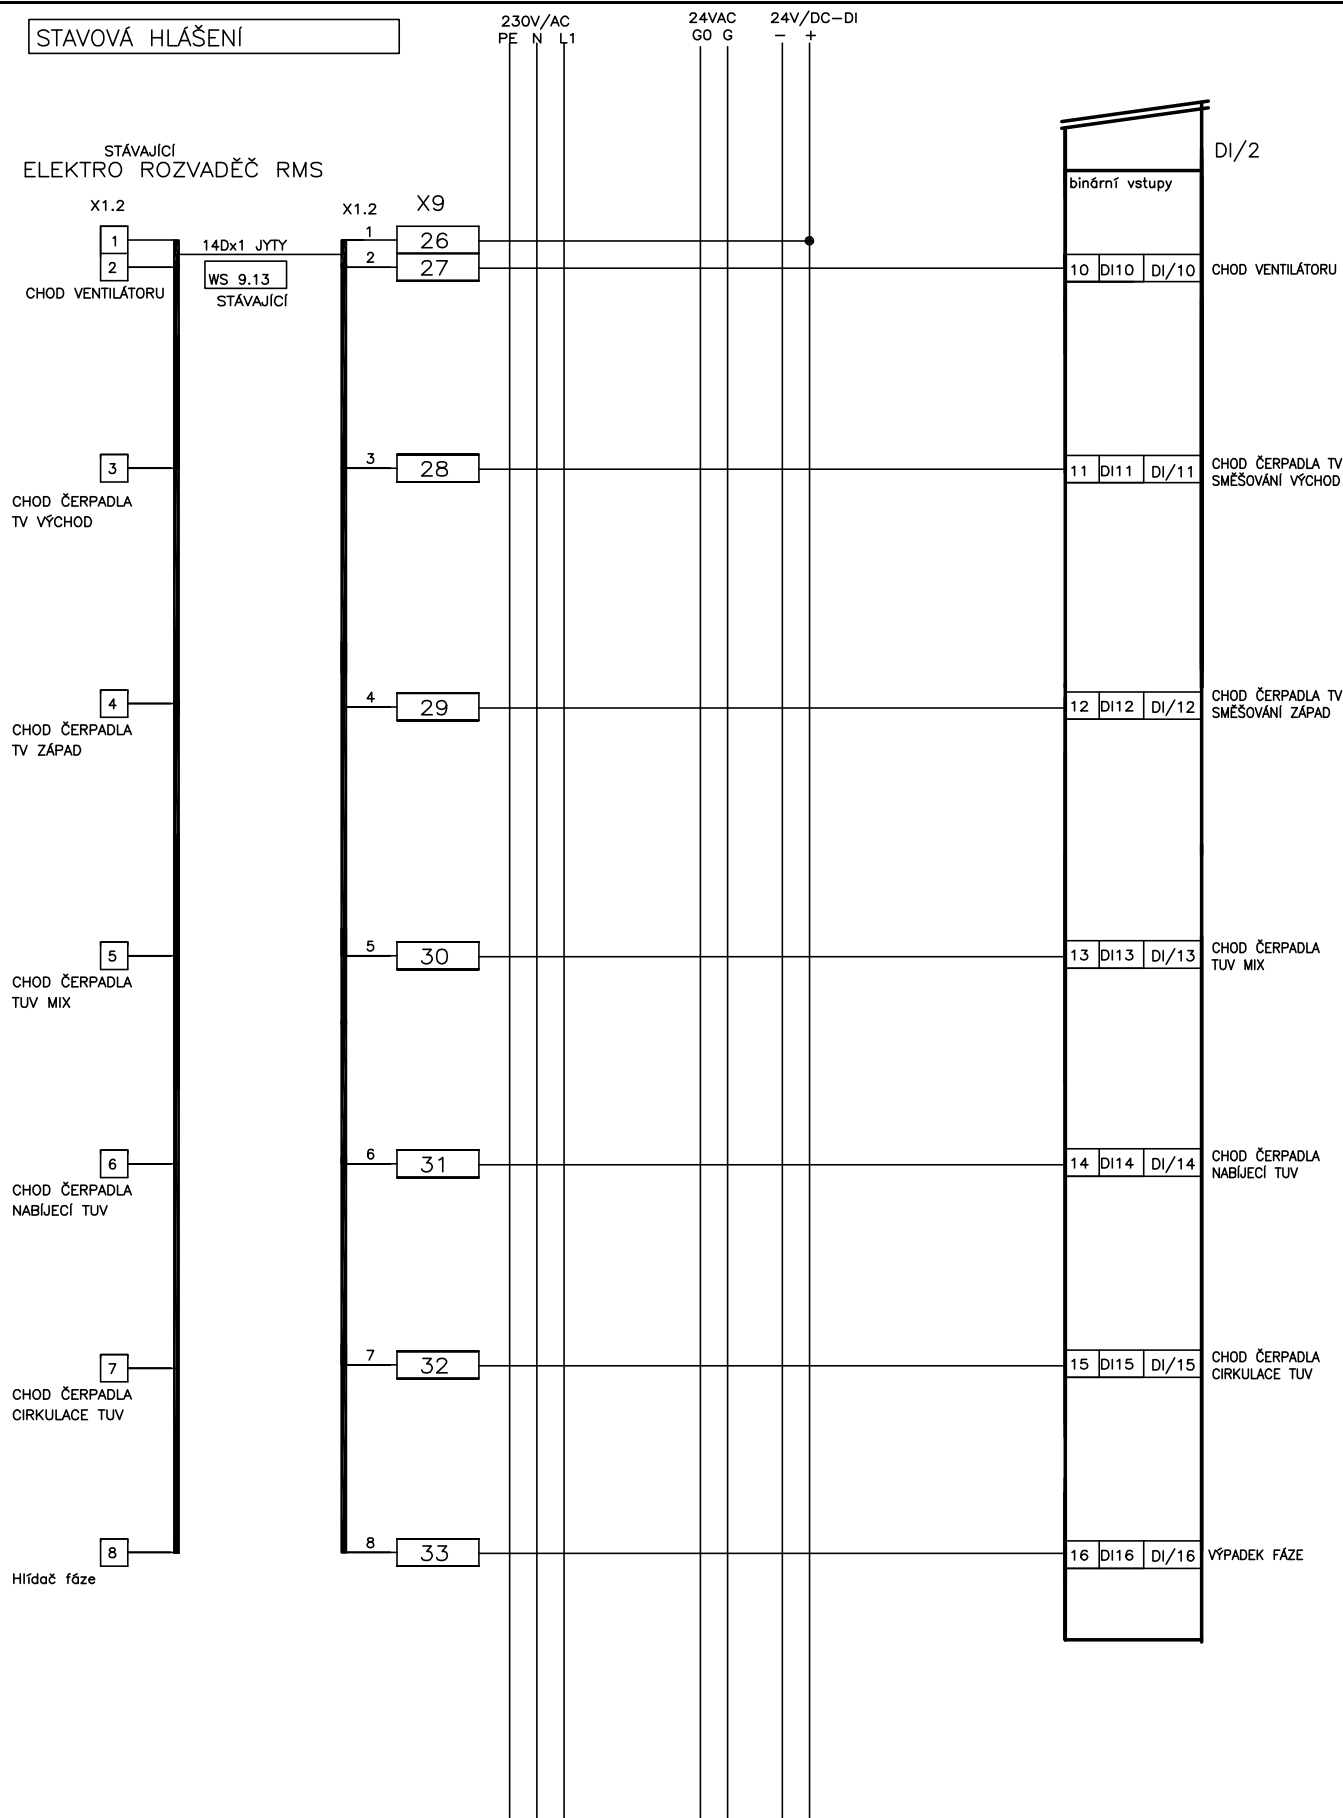 STAVOVÁ HLÁŠENÍ
230V/AC
PE N L1
24VAC
G0 G
24V/DC-DI
- +
DI/2
binární vstupy
STÁVAJÍCÍ
ELEKTRO ROZVADĚČ RMS
X1.2
X1.2
X9
1
14Dx1 JYTY
1
26
2
WS 9.13
STÁVAJÍCÍ
2
27
10 DI10 DI/10
CHOD VENTILÁTORU
CHOD VENTILÁTORU
3
3
28
11 DI11 DI/11
CHOD ČERPADLA TV
SMĚŠOVÁNÍ VÝCHOD
CHOD ČERPADLA
TV VÝCHOD
4
4
29
12 DI12 DI/12
CHOD ČERPADLA TV
SMĚŠOVÁNÍ ZÁPAD
CHOD ČERPADLA
TV ZÁPAD
5
5
30
13 DI13 DI/13
CHOD ČERPADLA
TUV MIX
CHOD ČERPADLA
TUV MIX
6
6
31
14 DI14 DI/14
CHOD ČERPADLA
NABÍJECÍ TUV
CHOD ČERPADLA
NABÍJECÍ TUV
7
7
32
15 DI15 DI/15
CHOD ČERPADLA
CIRKULACE TUV
CHOD ČERPADLA
CIRKULACE TUV
8
8
33
16 DI16 DI/16
VÝPADEK FÁZE
Hlídač fáze